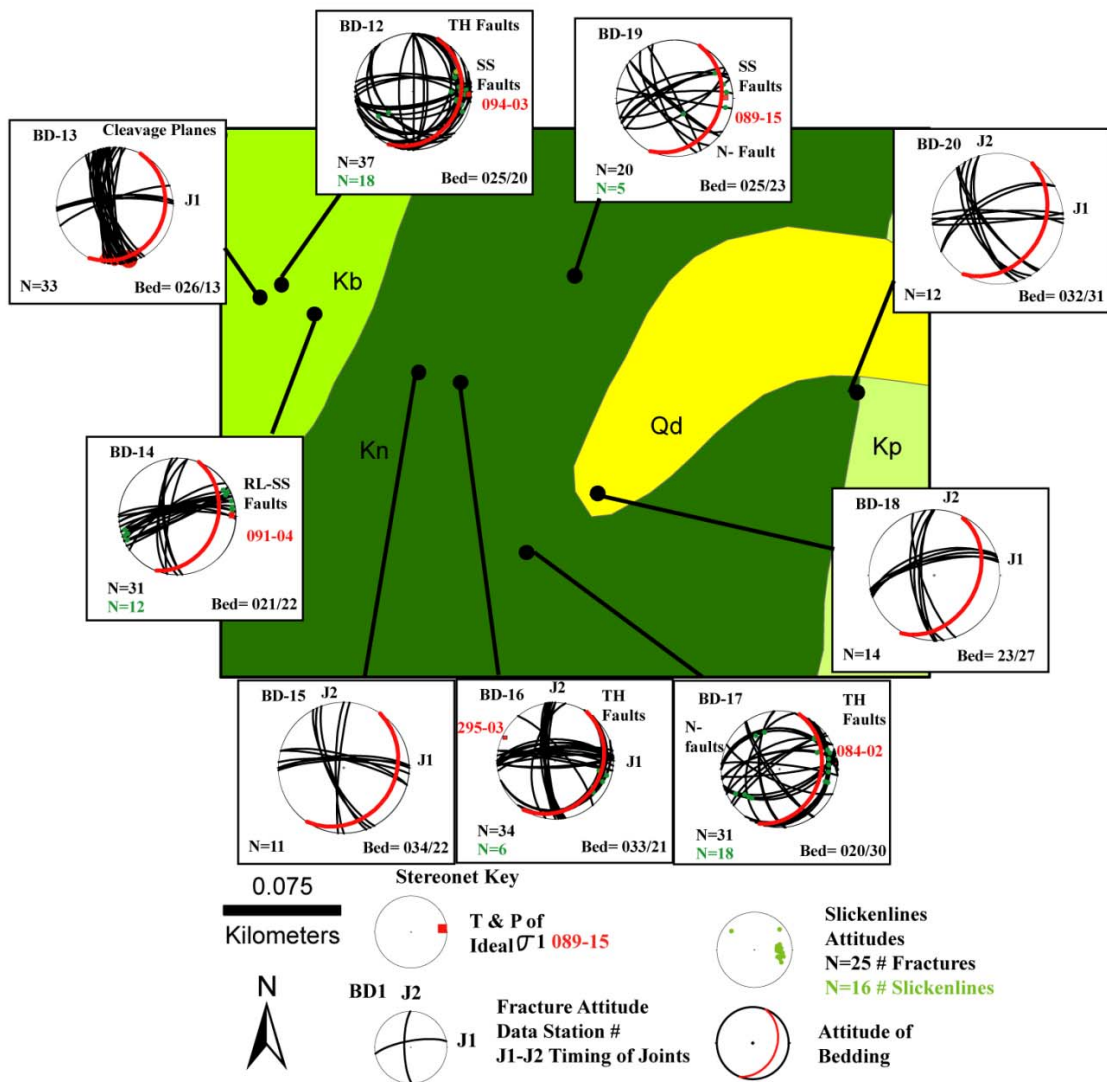 BD-12
TH Faults
SS
Faults
094-03
N=37
N=18
Bed= 025/20
BD-19
SS
Faults
089-15
N- Fault
N=20
N=5
Bed= 025/23
BD-13
Cleavage Planes
J1
N=33
Bed= 026/13
BD-20
J2
J1
N=12
Bed= 032/31
Kb
Kn
Qd
Kp
BD-14
RL-SS
Faults
091-04
N=31
N=12
Bed= 021/22
BD-18
J2
J1
N=14
Bed= 23/27
BD-15
J2
J1
N=11
Bed= 034/22
BD-16
J2
TH
Faults
295-03
J1
N=34
N=6
Bed= 033/21
BD-17
TH
Faults
N-
faults
084-02
N=31
N=18
Bed= 020/30
0.075
Kilometers
N
Stereonet Key
T & P of
Ideal σ1 089-15
BD1
J2
J1
Fracture Attitude
Data Station #
J1-J2 Timing of Joints
Slickenlines
Attitudes
N=25 # Fractures
N=16 # Slickenlines
Attitude of
Bedding